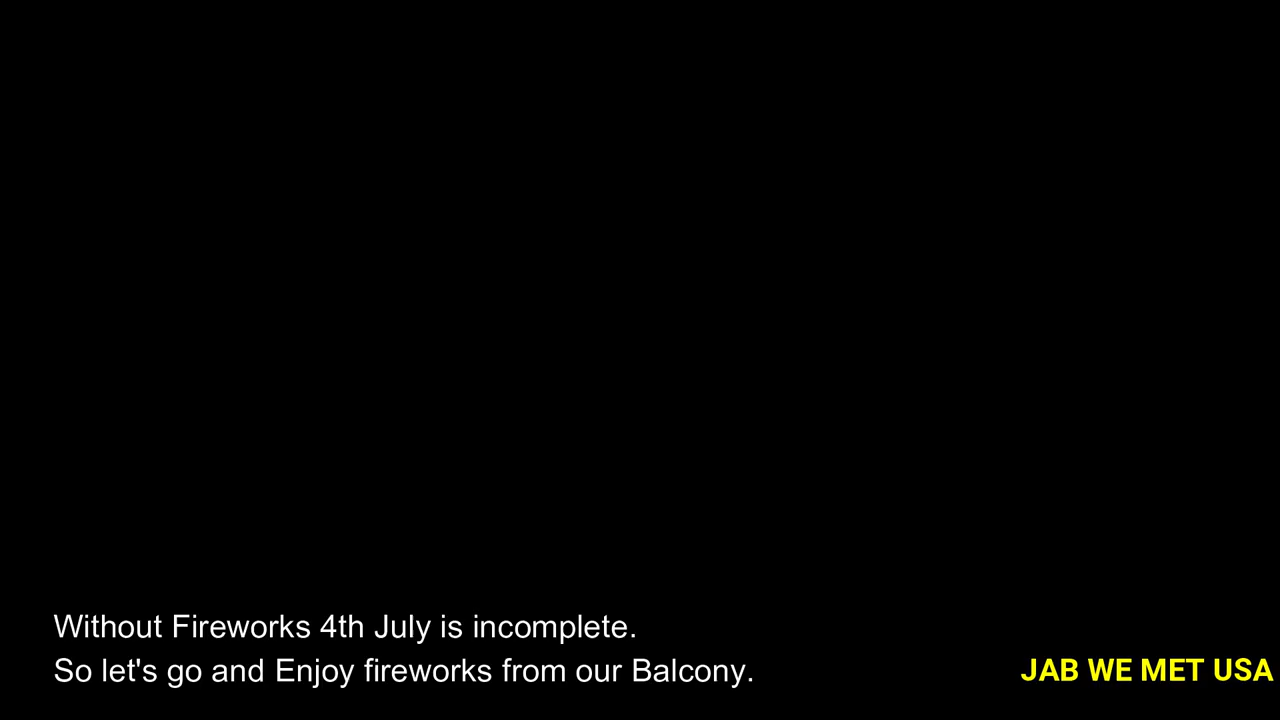 Without Fireworks 4th July is incomplete.
So let's go and Enjoy fireworks from our Balcony.
JAB WE MET USA